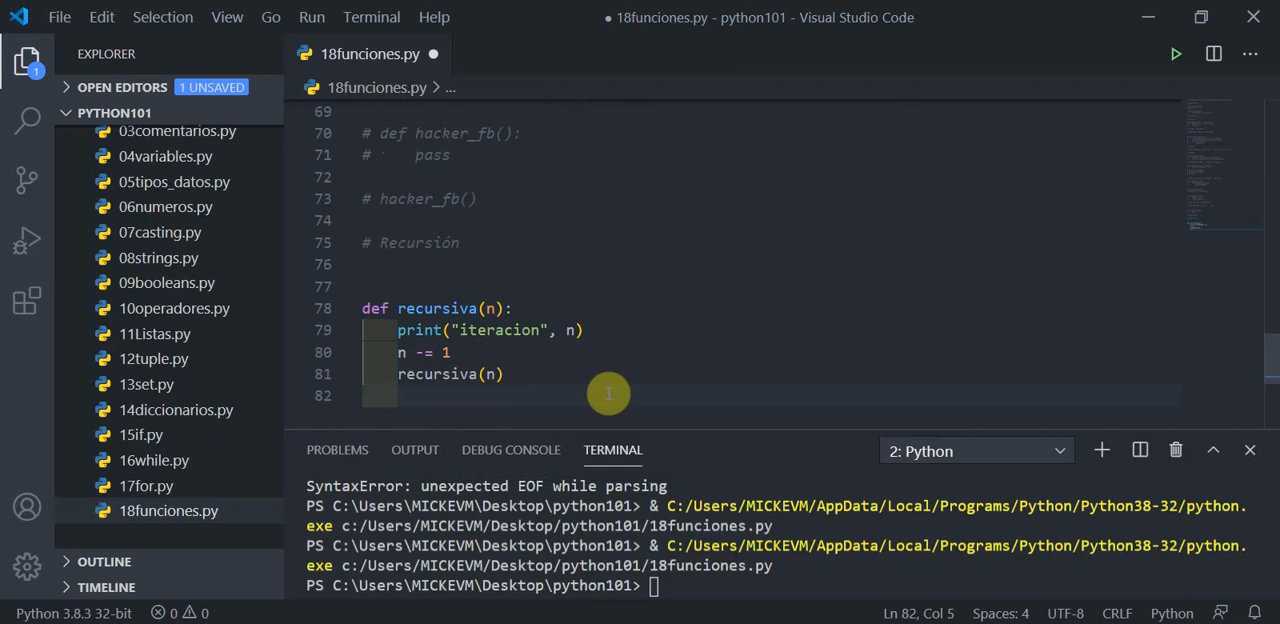 File Edit Selection View Go Run Terminal Help ● 18funciones.py - python101 - Visual Studio Code
EXPLORER
OPEN EDITORS 1 UNSAVED
PYTHON101
03comentarios.py
04variables.py
05tipos_datos.py
06numeros.py
07casting.py
08strings.py
09booleans.py
10operadores.py
11Listas.py
12tuple.py
13set.py
14diccionarios.py
15if.py
16while.py
17for.py
18funciones.py
OUTLINE
TIMELINE
1
18funciones.py ●
18funciones.py > ...
69
70 # def hacker_fb():
71 #     pass
72
73 # hacker_fb()
74
75 # Recursión
76
77
78 def recursiva(n):
79     print("iteracion", n)
80     n -= 1
81     recursiva(n)
82
PROBLEMS OUTPUT DEBUG CONSOLE TERMINAL 2: Python
SyntaxError: unexpected EOF while parsing
PS C:\Users\MICKEVM\Desktop\python101> & C:/Users/MICKEVM/AppData/Local/Programs/Python/Python38-32/python.
exe c:/Users/MICKEVM/Desktop/python101/18funciones.py
PS C:\Users\MICKEVM\Desktop\python101> & C:/Users/MICKEVM/AppData/Local/Programs/Python/Python38-32/python.
exe c:/Users/MICKEVM/Desktop/python101/18funciones.py
PS C:\Users\MICKEVM\Desktop\python101>
Python 3.8.3 32-bit 0 0 Ln 82, Col 5 Spaces: 4 UTF-8 CRLF Python